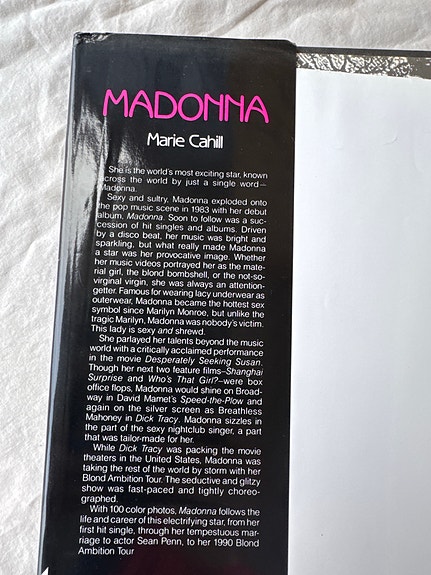 MADONNA
Marie Cahill
She is the world's most exciting star, known
across the world by just a single word—
Madonna.
Sexy and sultry, Madonna exploded onto
the pop music scene in 1983 with her debut
album, Madonna. Soon to follow was a suc-
cession of hit singles and albums. Driven
by a disco beat, her music was bright and
sparkling, but what really made Madonna
a star was her provocative image. Whether
her music videos portrayed her as the mate-
rial girl, the blond bombshell, or the not-so-
virginal virgin, she was always an attention-
getter. Famous for wearing lacy underwear as
outerwear, Madonna became the hottest sex
symbol since Marilyn Monroe, but unlike the
tragic Marilyn, Madonna was nobody's victim.
This lady is sexy and shrewd.
She parlayed her talents beyond the music
world with a critically acclaimed performance
in the movie Desperately Seeking Susan.
Though her next two feature films—Shanghai
Surprise and Who's That Girl?—were box
office flops, Madonna would shine on Broad-
way in David Mamet's Speed-the-Plow and
again on the silver screen as Breathless
Mahoney in Dick Tracy. Madonna sizzles in
the part of the sexy nightclub singer, a part
that was tailor-made for her.
While Dick Tracy was packing the movie
theaters in the United States, Madonna was
taking the rest of the world by storm with her
Blond Ambition Tour. The seductive and glitzy
show was fast-paced and tightly choreo-
graphed.
With 100 color photos, Madonna follows the
life and career of this electrifying star, from her
first hit single, through her tempestuous mar-
riage to actor Sean Penn, to her 1990 Blond
Ambition Tour